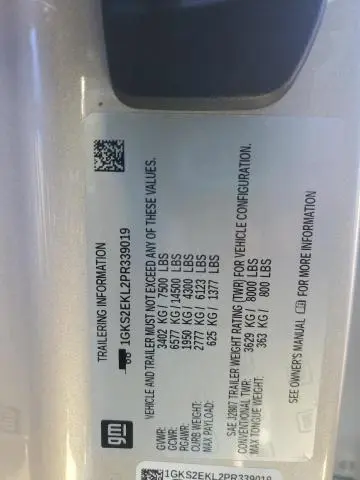 TRAILERING INFORMATION
1GKS2EKL2PR339019
VEHICLE AND TRAILER MUST NOT EXCEED ANY OF THESE VALUES.
GVWR: 3402 KG / 7500 LBS
GCWR: 6577 KG / 14500 LBS
RGAWR: 1950 KG / 4300 LBS
CURB WEIGHT: 2777 KG / 6123 LBS
MAX PAYLOAD: 625 KG / 1377 LBS
SAE J2807 TRAILER WEIGHT RATING (TWR) FOR VEHICLE CONFIGURATION.
CONVENTIONAL TWR: 3629 KG / 8000 LBS
MAX TONGUE WEIGHT: 363 KG / 800 LBS
SEE OWNER'S MANUAL FOR MORE INFORMATION
gm
1GKS2EKL2PR339019